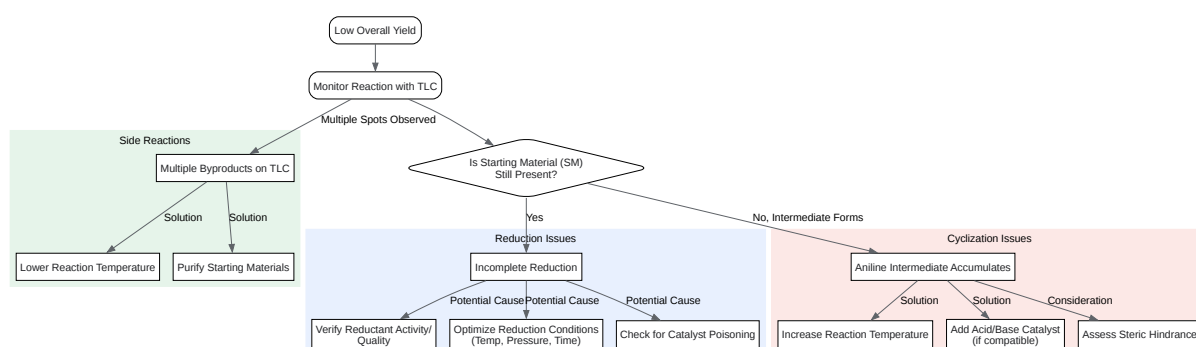 Low Overall Yield
Monitor Reaction with TLC
Multiple Spots Observed
Side Reactions
Multiple Byproducts on TLC
Is Starting Material (SM)
Still Present?
Solution
Solution
Yes
No, Intermediate Forms
Lower Reaction Temperature
Purify Starting Materials
Reduction Issues
Incomplete Reduction
Cyclization Issues
Aniline Intermediate Accumulates
Potential Cause
Potential Cause
Potential Cause
Solution
Solution
Consideration
Verify Reductant Activity/
Quality
Optimize Reduction Conditions
(Temp, Pressure, Time)
Check for Catalyst Poisoning
Increase Reaction Temperature
Add Acid/Base Catalyst
(if compatible)
Assess Steric Hindrance